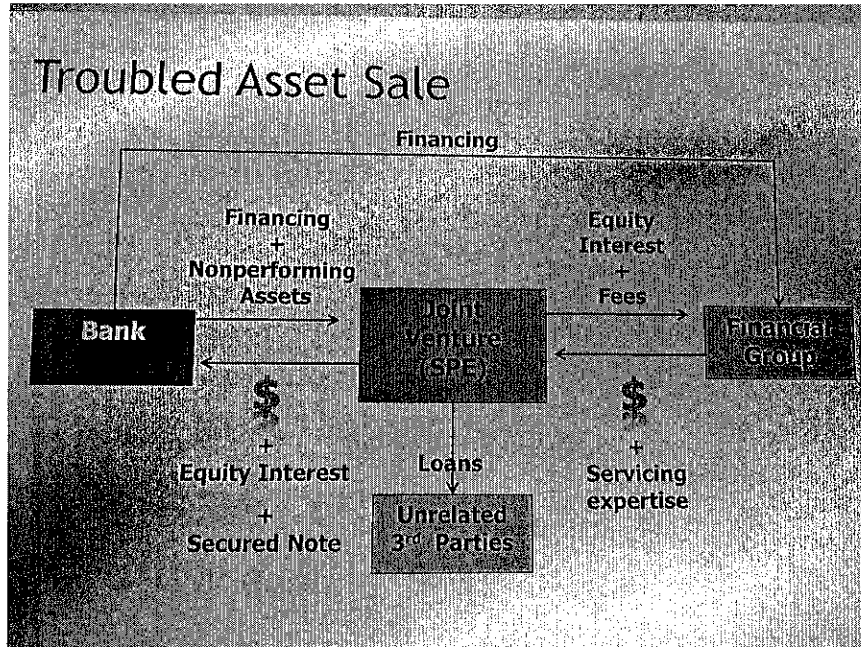 Troubled Asset Sale
Financing
Financing
+
Nonperforming
Assets
Equity
Interest
+
Fees
Bank
Joint
Venture
(SPE)
Financial
Group
$
+
Equity Interest
+
Secured Note
Loans
$
+
Servicing
expertise
Unrelated
3rd Parties